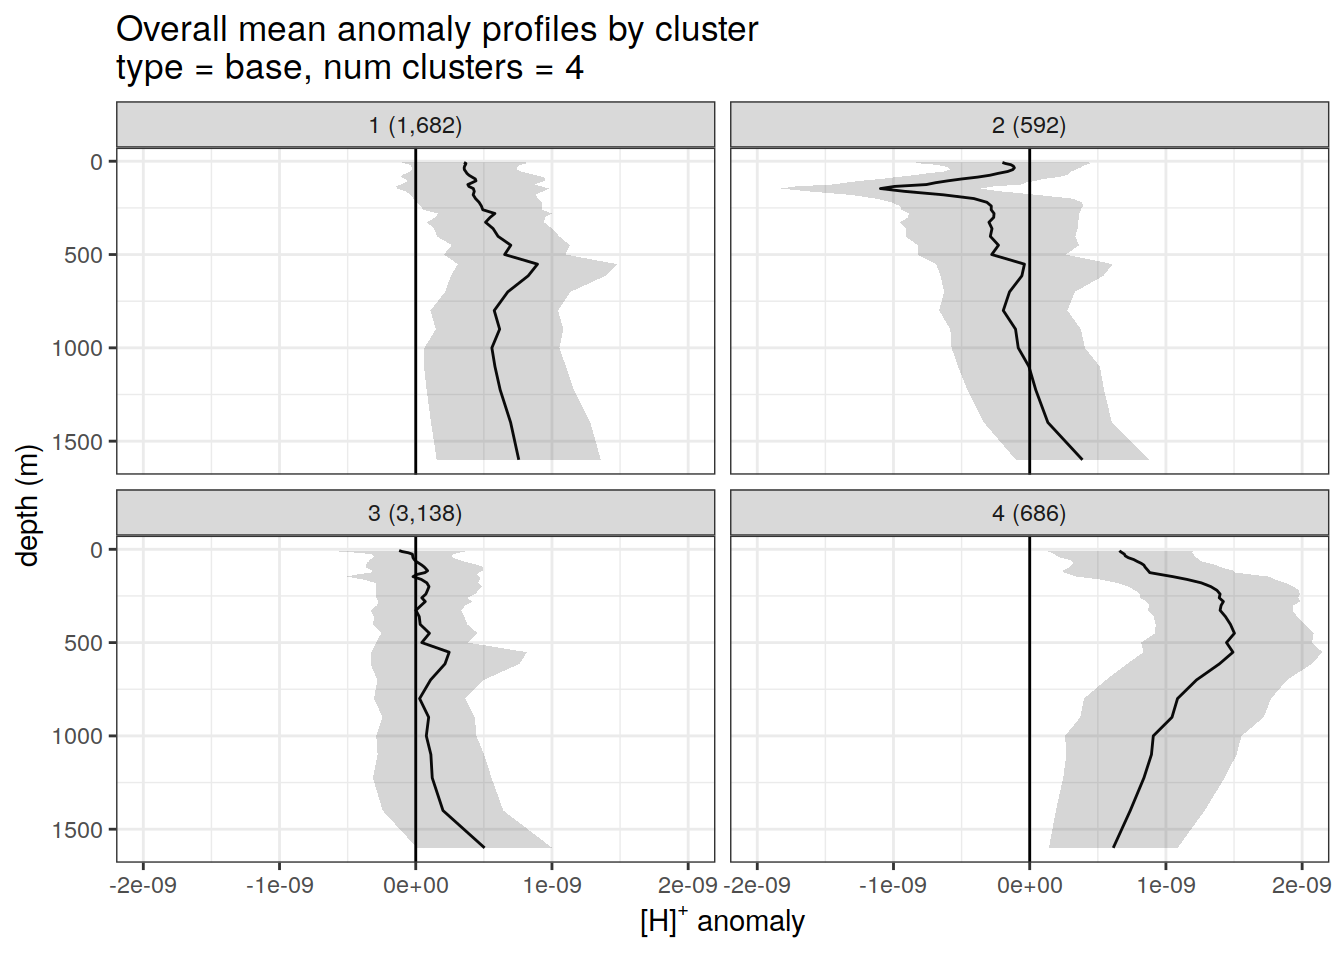 Overall mean anomaly profiles by cluster
type = base, num clusters = 4
1 (1,682)
2 (592)
0
500
1000
1500
3 (3,138)
4 (686)
0
500
1000
1500
depth (m)
-2e-09 -1e-09 0e+00 1e-09 2e-09 -2e-09 -1e-09 0e+00 1e-09 2e-09
[H]⁺ anomaly